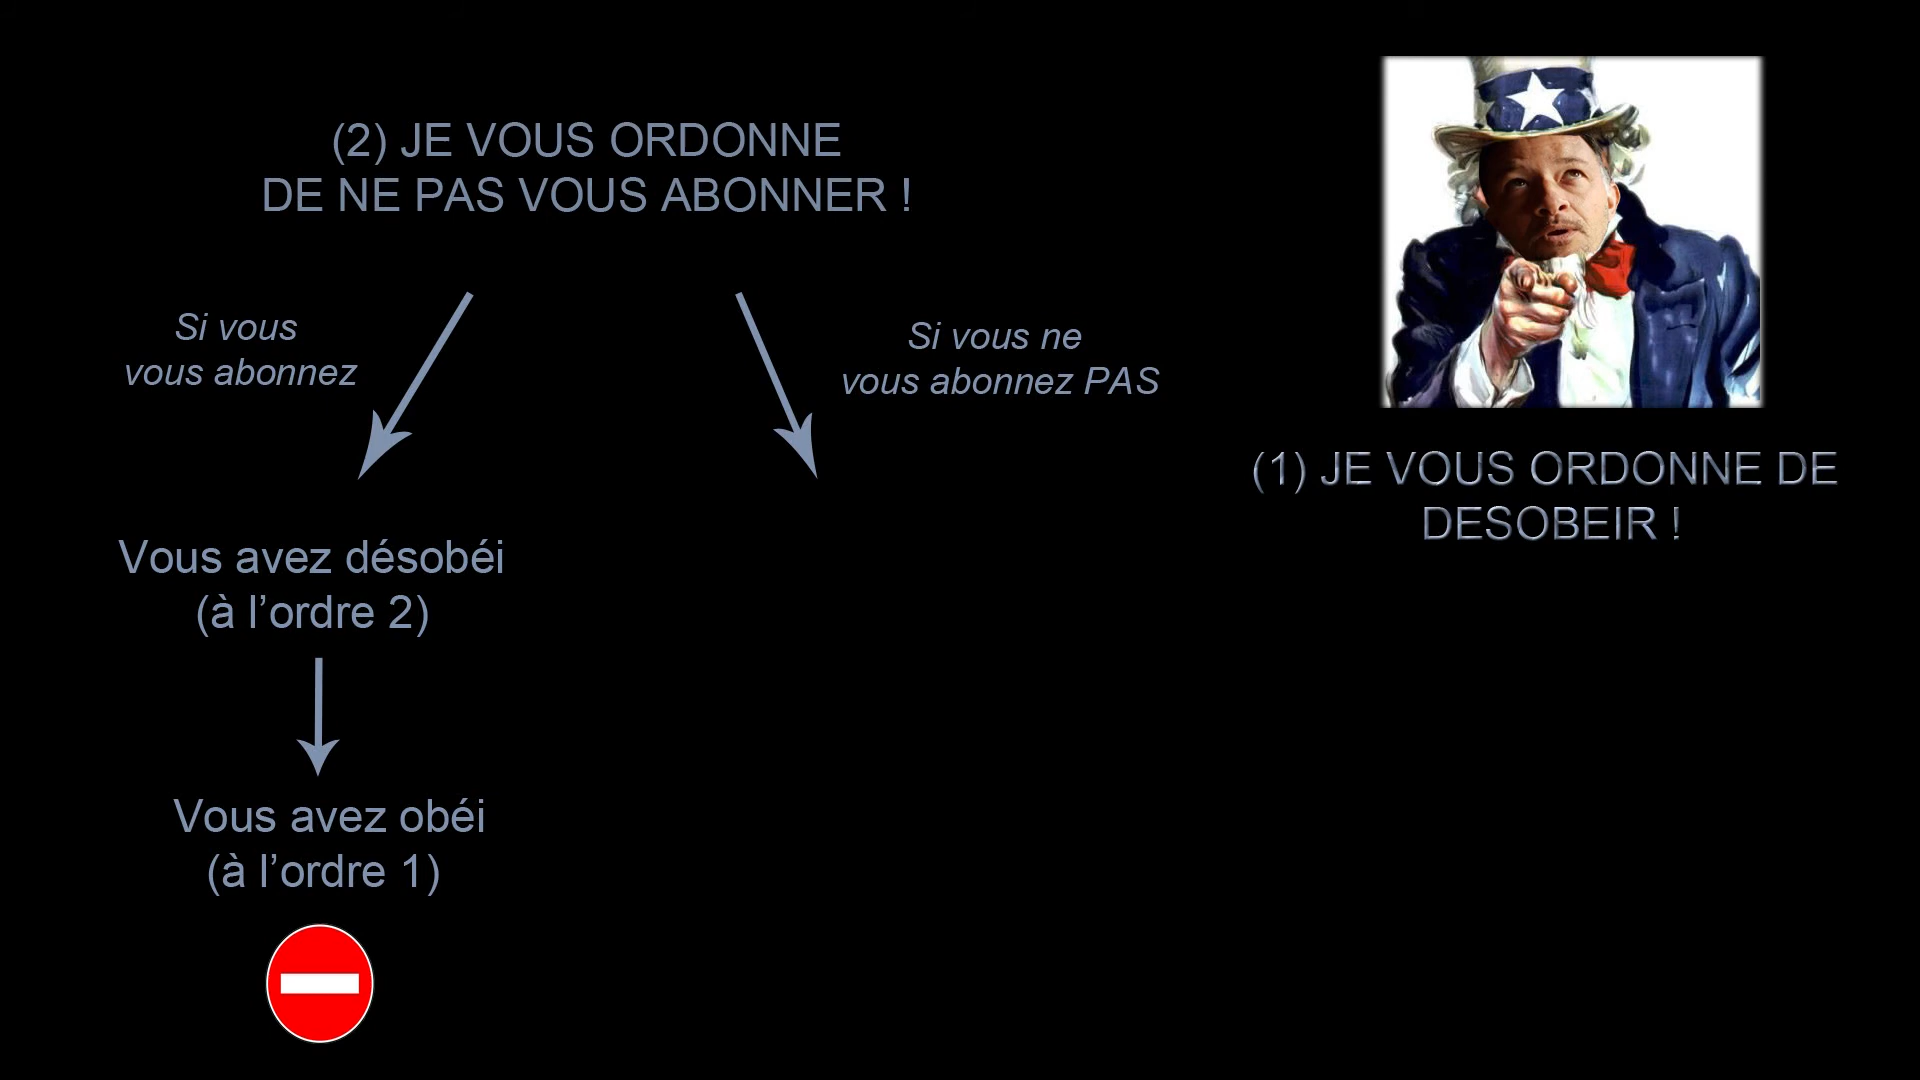 (2) JE VOUS ORDONNE
DE NE PAS VOUS ABONNER !
Si vous
vous abonnez
Si vous ne
vous abonnez PAS
(1) JE VOUS ORDONNE DE
DESOBEIR !
Vous avez désobéi
(à l’ordre 2)
Vous avez obéi
(à l’ordre 1)